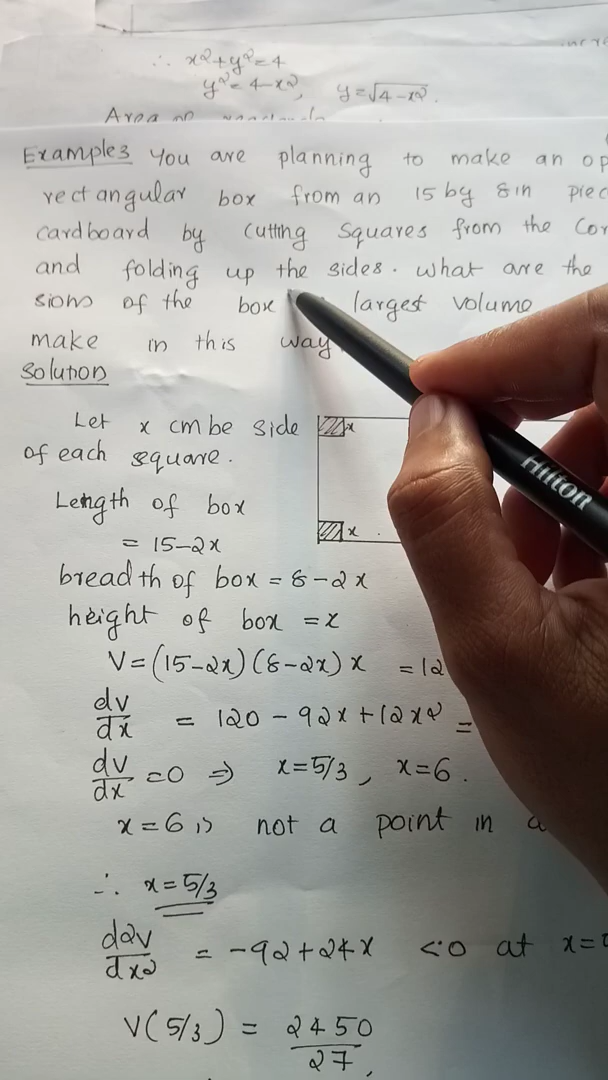 ∴ x²+y²=4
y²=4-x², y=√4-x².
Area
Example3 You are planning to make an op
rectangular box from an 15 by 8in piec
cardboard by cutting squares from the cor
and folding up the sides. what are the
sions of the box largest volume
make in this way
Solution
Let x cm be side
of each square.
x
Length of box
= 15-2x
x
breadth of box = 8-2x
height of box = x
V=(15-2x)(8-2x)x = 12
dv/dx = 120-92x+12x² =
dv/dx =0 ⇒ x=5/3, x=6.
x=6 is not a point in
∴ x=5/3
d2v/dx2 = -92+24x <0 at x=
V(5/3) = 2450/27,
Hilton